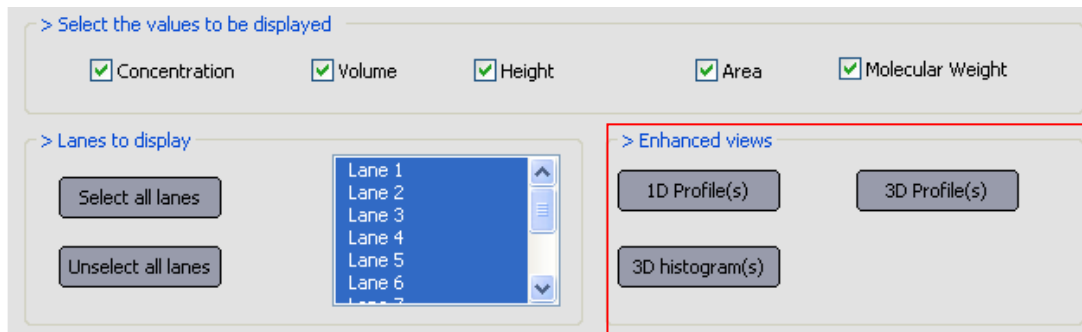 > Select the values to be displayed
Concentration Volume Height Area Molecular Weight
> Lanes to display
Select all lanes
Unselect all lanes
Lane 1
Lane 2
Lane 3
Lane 4
Lane 5
Lane 6
> Enhanced views
1D Profile(s) 3D Profile(s)
3D histogram(s)